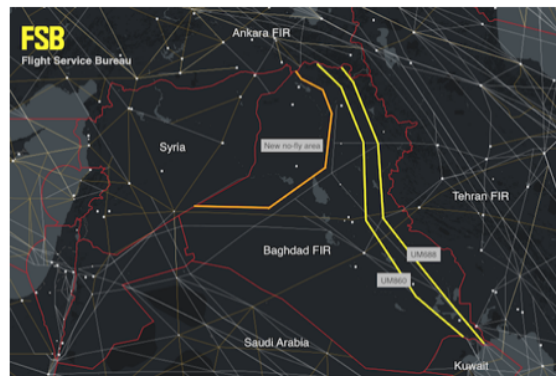 FSB
Flight Service Bureau
Ankara FIR
Syria
New no-fly area
Tehran FIR
Baghdad FIR
UM688
UM860
Saudi Arabia
Kuwait